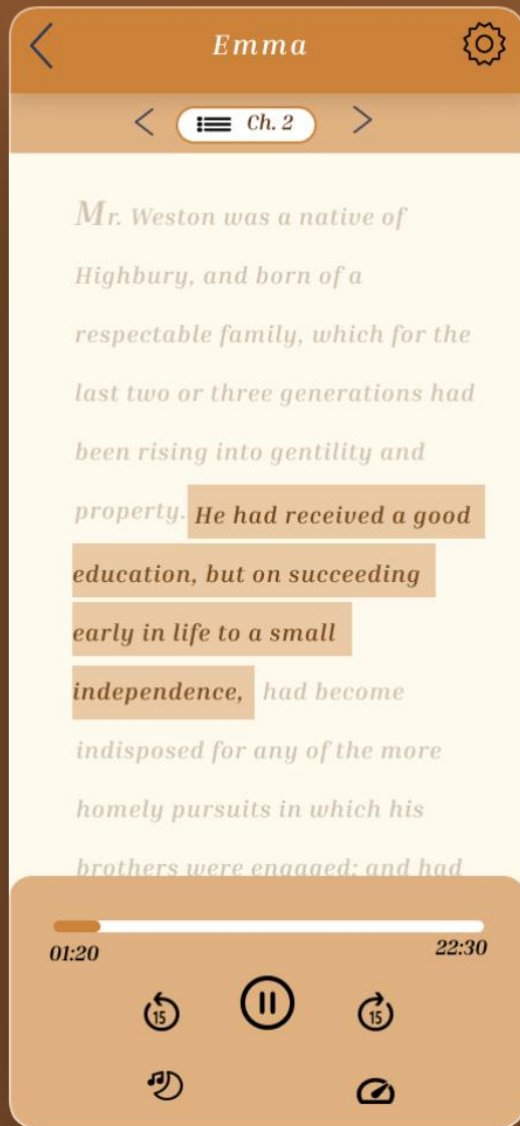 Emma
Ch. 2
Mr. Weston was a native of
Highbury, and born of a
respectable family, which for the
last two or three generations had
been rising into gentility and
property. He had received a good
education, but on succeeding
early in life to a small
independence, had become
indisposed for any of the more
homely pursuits in which his
brothers were engaged; and had
01:20 22:30
15 15